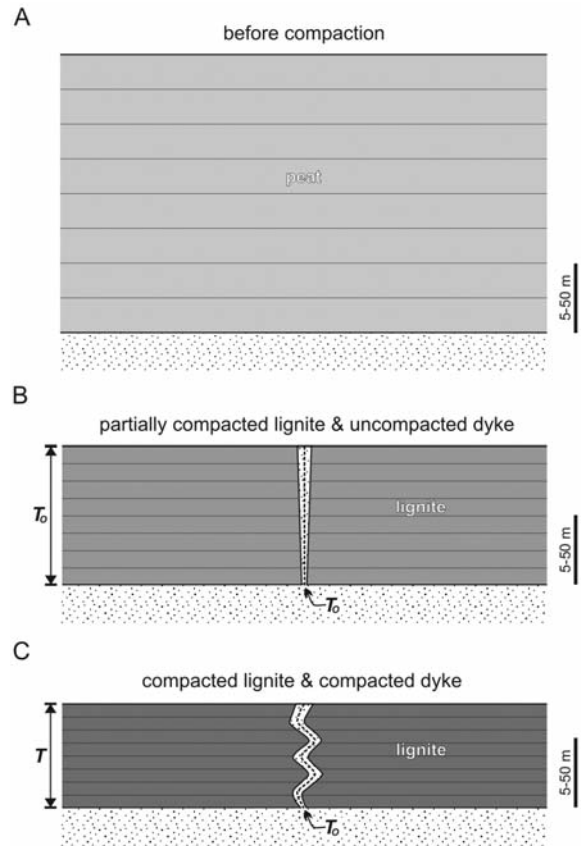 A
before compaction
peat
5-50 m
B
partially compacted lignite & uncompacted dyke
To
lignite
5-50 m
To
C
compacted lignite & compacted dyke
T
lignite
5-50 m
To